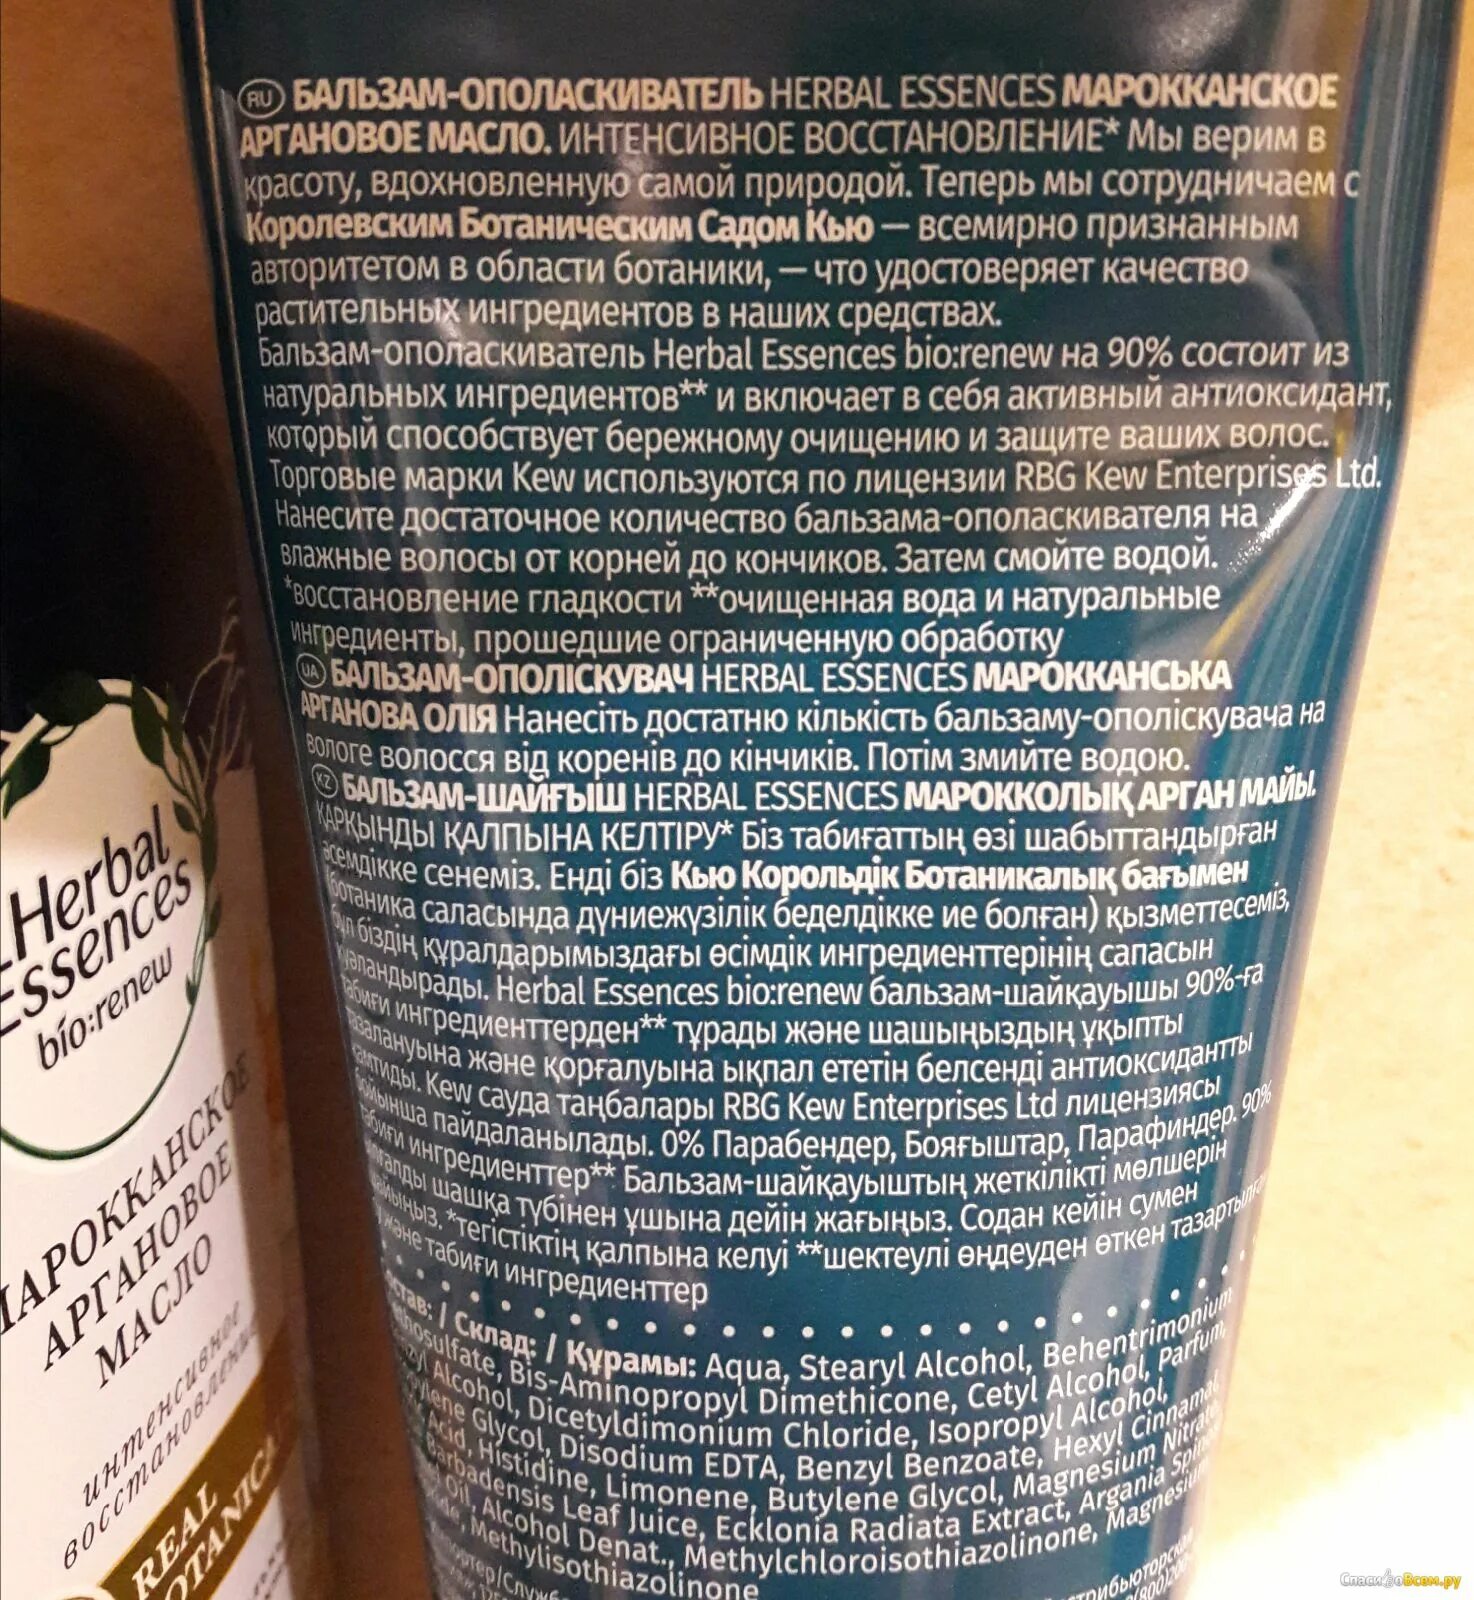 RU БАЛЬЗАМ-ОПОЛАСКИВАТЕЛЬ HERBAL ESSENCES МАРОККАНСКОЕ
АРГАНОВОЕ МАСЛО. ИНТЕНСИВНОЕ ВОССТАНОВЛЕНИЕ* Мы верим в
красоту, вдохновленную самой природой. Теперь мы сотрудничаем с
Королевским Ботаническим Садом Кью — всемирно признанным
авторитетом в области ботаники, — что удостоверяет качество
растительных ингредиентов в наших средствах.
Бальзам-ополаскиватель Herbal Essences bio:renew на 90% состоит из
натуральных ингредиентов** и включает в себя активный антиоксидант,
который способствует бережному очищению и защите ваших волос.
Торговые марки Kew используются по лицензии RBG Kew Enterprises Ltd.
Нанесите достаточное количество бальзама-ополаскивателя на
влажные волосы от корней до кончиков. Затем смойте водой.
*восстановление гладкости **очищенная вода и натуральные
ингредиенты, прошедшие ограниченную обработку
UA БАЛЬЗАМ-ОПОЛІСКУВАЧ HERBAL ESSENCES МАРОККАНСЬКА
АРГАНОВА ОЛІЯ Нанесіть достатню кількість бальзаму-ополіскувача на
вологе волосся від коренів до кінчиків. Потім змийте водою.
KZ БАЛЬЗАМ-ШАЙҒЫШ HERBAL ESSENCES МАРОККОЛЫҚ АРГАН МАЙЫ.
ҚАРҚЫНДЫ ҚАЛПЫНА КЕЛТІРУ* Біз табиғаттың өзі шабыттандырған
әсемдікке сенеміз. Енді біз Кью Корольдік Ботаникалық бағымен
(ботаника саласында дүниежүзілік беделдікке ие болған) қызметтесеміз,
бұл біздің құралдарымыздағы өсімдік ингредиенттерінің сапасын
куәландырады. Herbal Essences bio:renew бальзам-шайқауышы 90%-ға
табиғи ингредиенттерден** тұрады және шашыңыздың ұқыпты
тазалануына және қорғалуына ықпал ететін белсенді антиоксидантты
қамтиды. Kew сауда таңбалары RBG Kew Enterprises Ltd лицензиясы
бойынша пайдаланылады. 0% Парабендер, Бояғыштар, Парафиндер. 90%
табиғи ингредиенттер** Бальзам-шайқауыштың жеткілікті мөлшерін
шашқа түбінен ұшына дейін жағыңыз. Содан кейін сумен
*тегістіктің қалпына келуі **шектеулі өңдеуден өткен
және табиғи ингредиенттер
/ Склад: / Құрамы: Aqua, Stearyl Alcohol, Behentrimonium
Bis-Aminopropyl Dimethicone, Cetyl Alcohol, Parfum,
Alcohol, Dicetyldimonium Chloride, Isopropyl Alcohol,
Glycol, Disodium EDTA, Benzyl Benzoate, Hexyl Cinnamal,
Acid, Histidine, Limonene, Butylene Glycol, Magnesium Nitrate,
Barbadensis Leaf Juice, Ecklonia Radiata Extract, Argania
Oil, Alcohol Denat., Methylchloroisothiazolinone, Magnesium
Methylisothiazolinone
Herbal
Essences
bio:renew
МАРОККАНСКОЕ
АРГАНОВОЕ
МАСЛО
интенсивное
восстановление
REAL
BOTANICALS
СпасибоВсем.ру